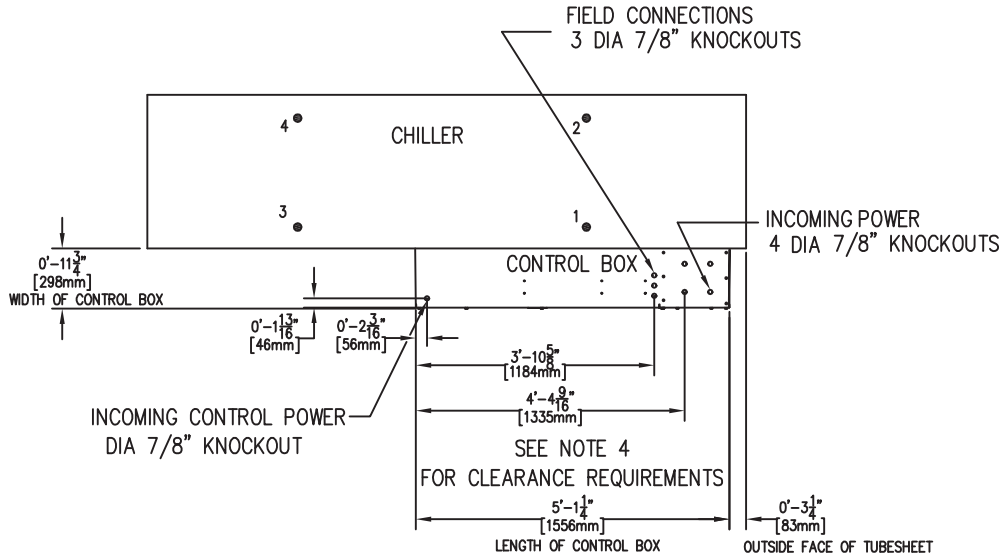 FIELD CONNECTIONS
3 DIA 7/8" KNOCKOUTS
4
2
CHILLER
3
1
INCOMING POWER
4 DIA 7/8" KNOCKOUTS
CONTROL BOX
0'-11 3/4"
[298mm]
WIDTH OF CONTROL BOX
0'-1 13/16"
[46mm]
0'-2 3/16"
[56mm]
3'-10 5/8"
[1184mm]
4'-4 9/16"
[1335mm]
INCOMING CONTROL POWER
DIA 7/8" KNOCKOUT
SEE NOTE 4
FOR CLEARANCE REQUIREMENTS
5'-1 1/4"
[1556mm]
LENGTH OF CONTROL BOX
0'-3 1/4"
[83mm]
OUTSIDE FACE OF TUBESHEET